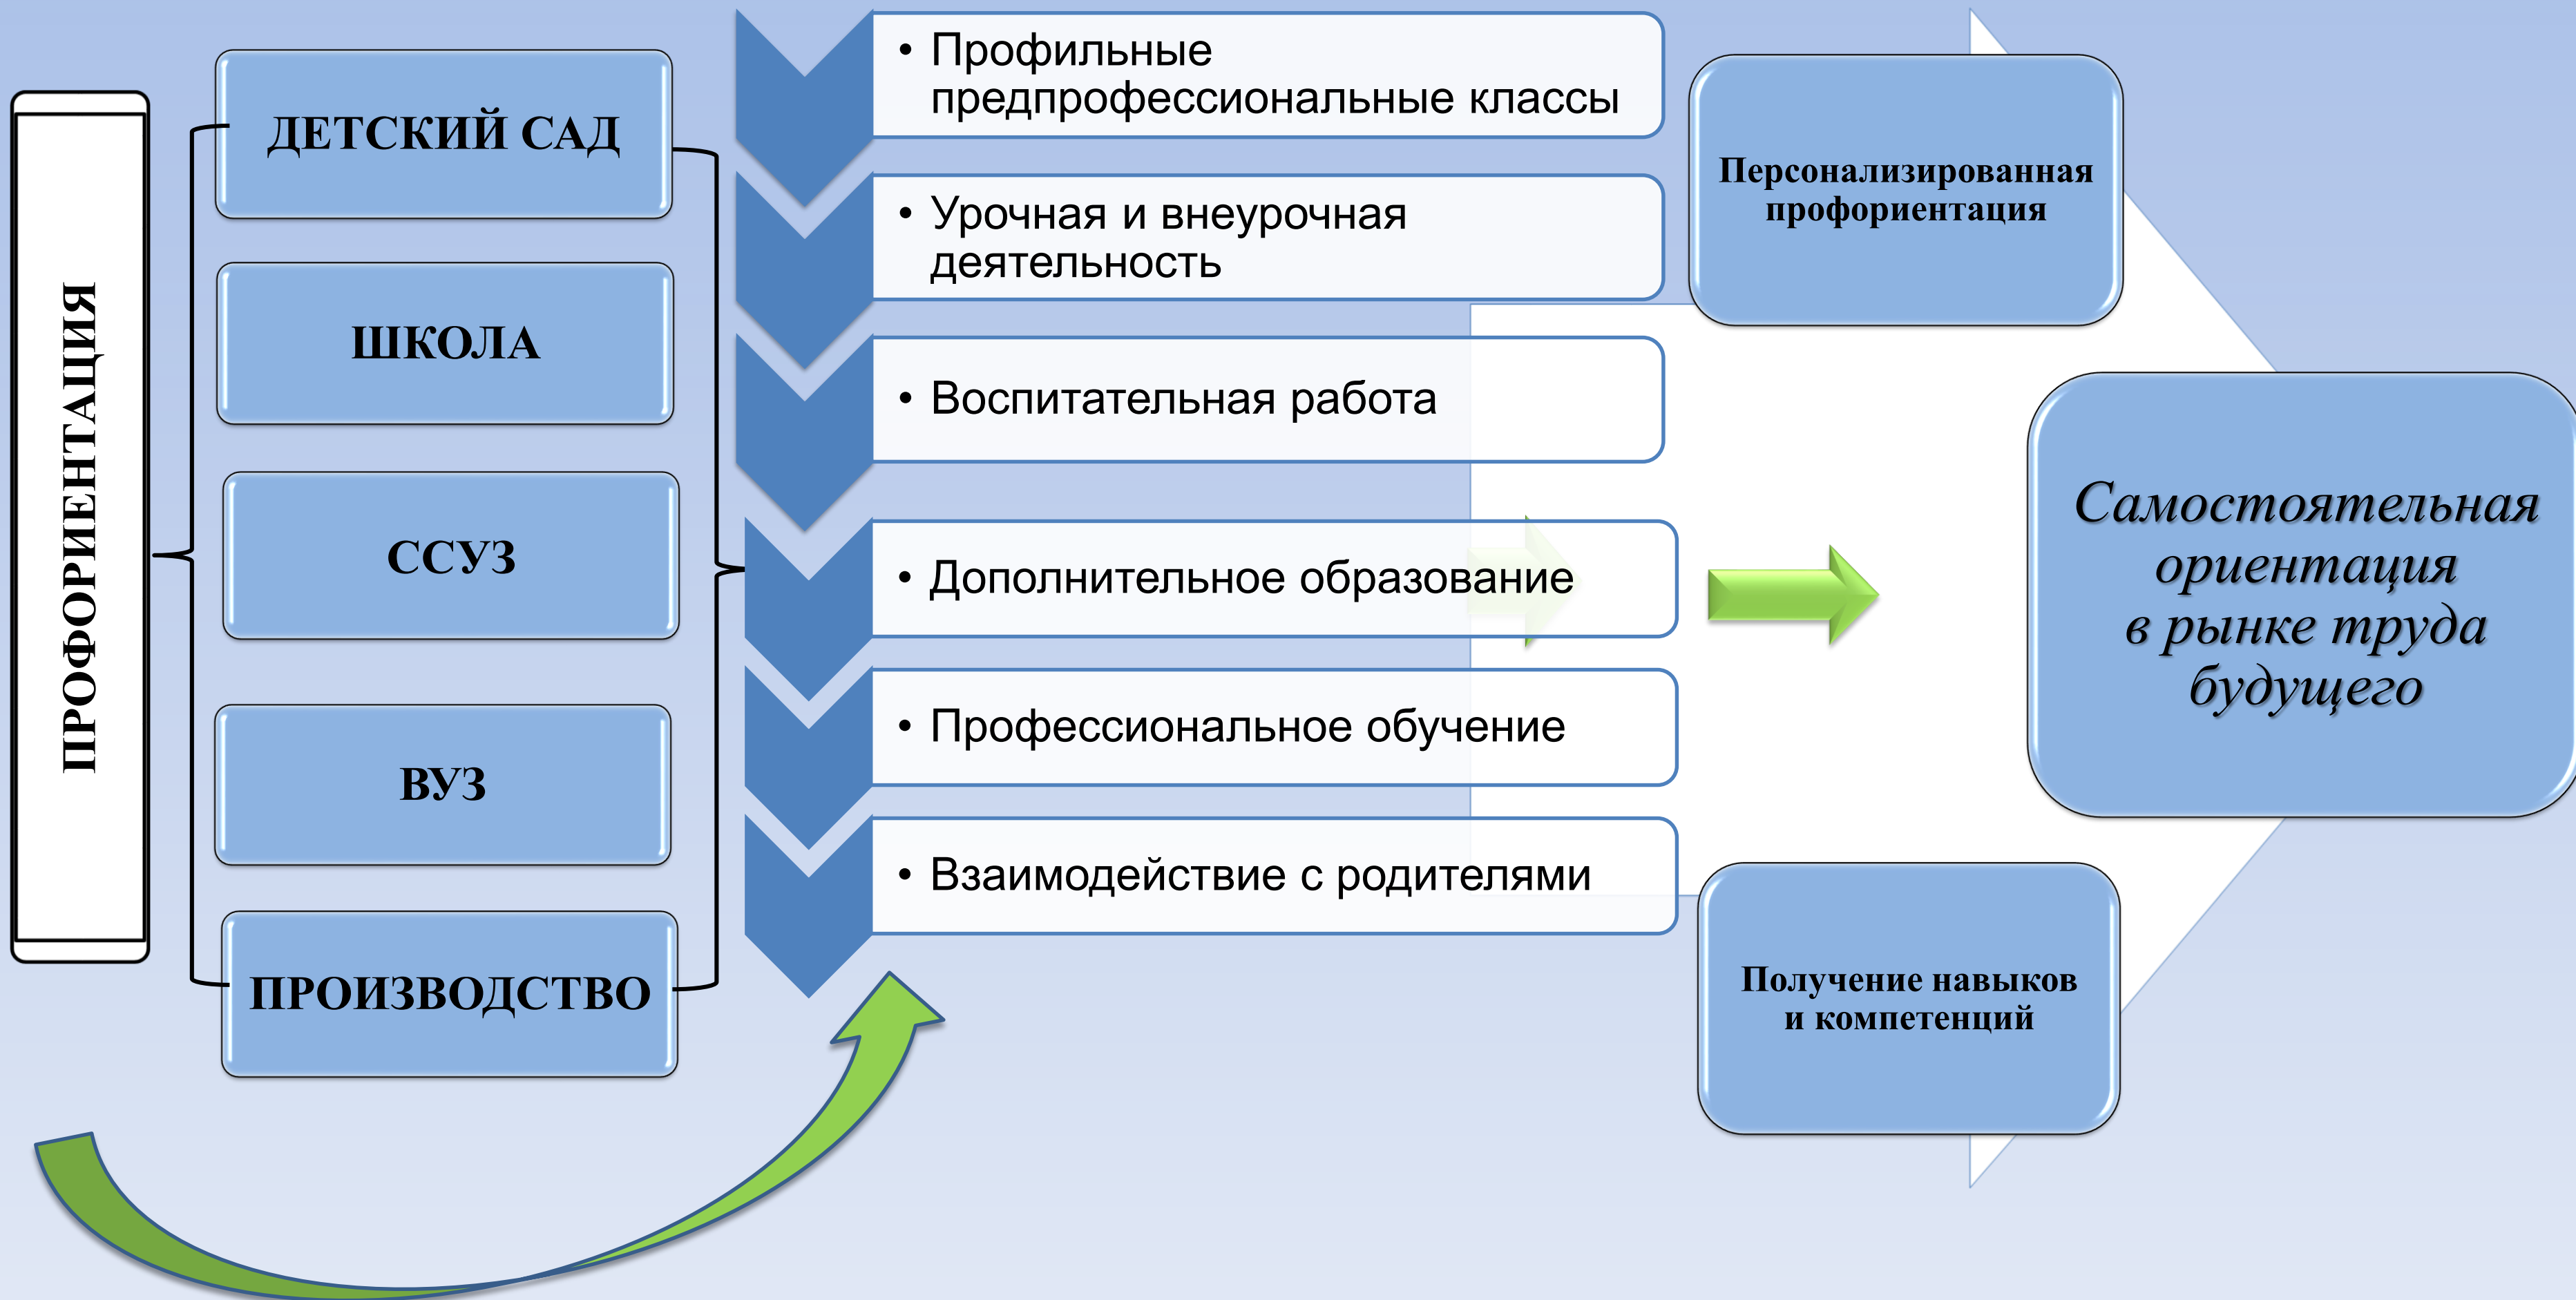 ПРОФОРИЕНТАЦИЯ
ДЕТСКИЙ САД
ШКОЛА
ССУЗ
ВУЗ
ПРОИЗВОДСТВО
• Профильные
предпрофессиональные классы
• Урочная и внеурочная
деятельность
• Воспитательная работа
• Дополнительное образование
• Профессиональное обучение
• Взаимодействие с родителями
Персонализированная
профориентация
Самостоятельная
ориентация
в рынке труда
будущего
Получение навыков
и компетенций